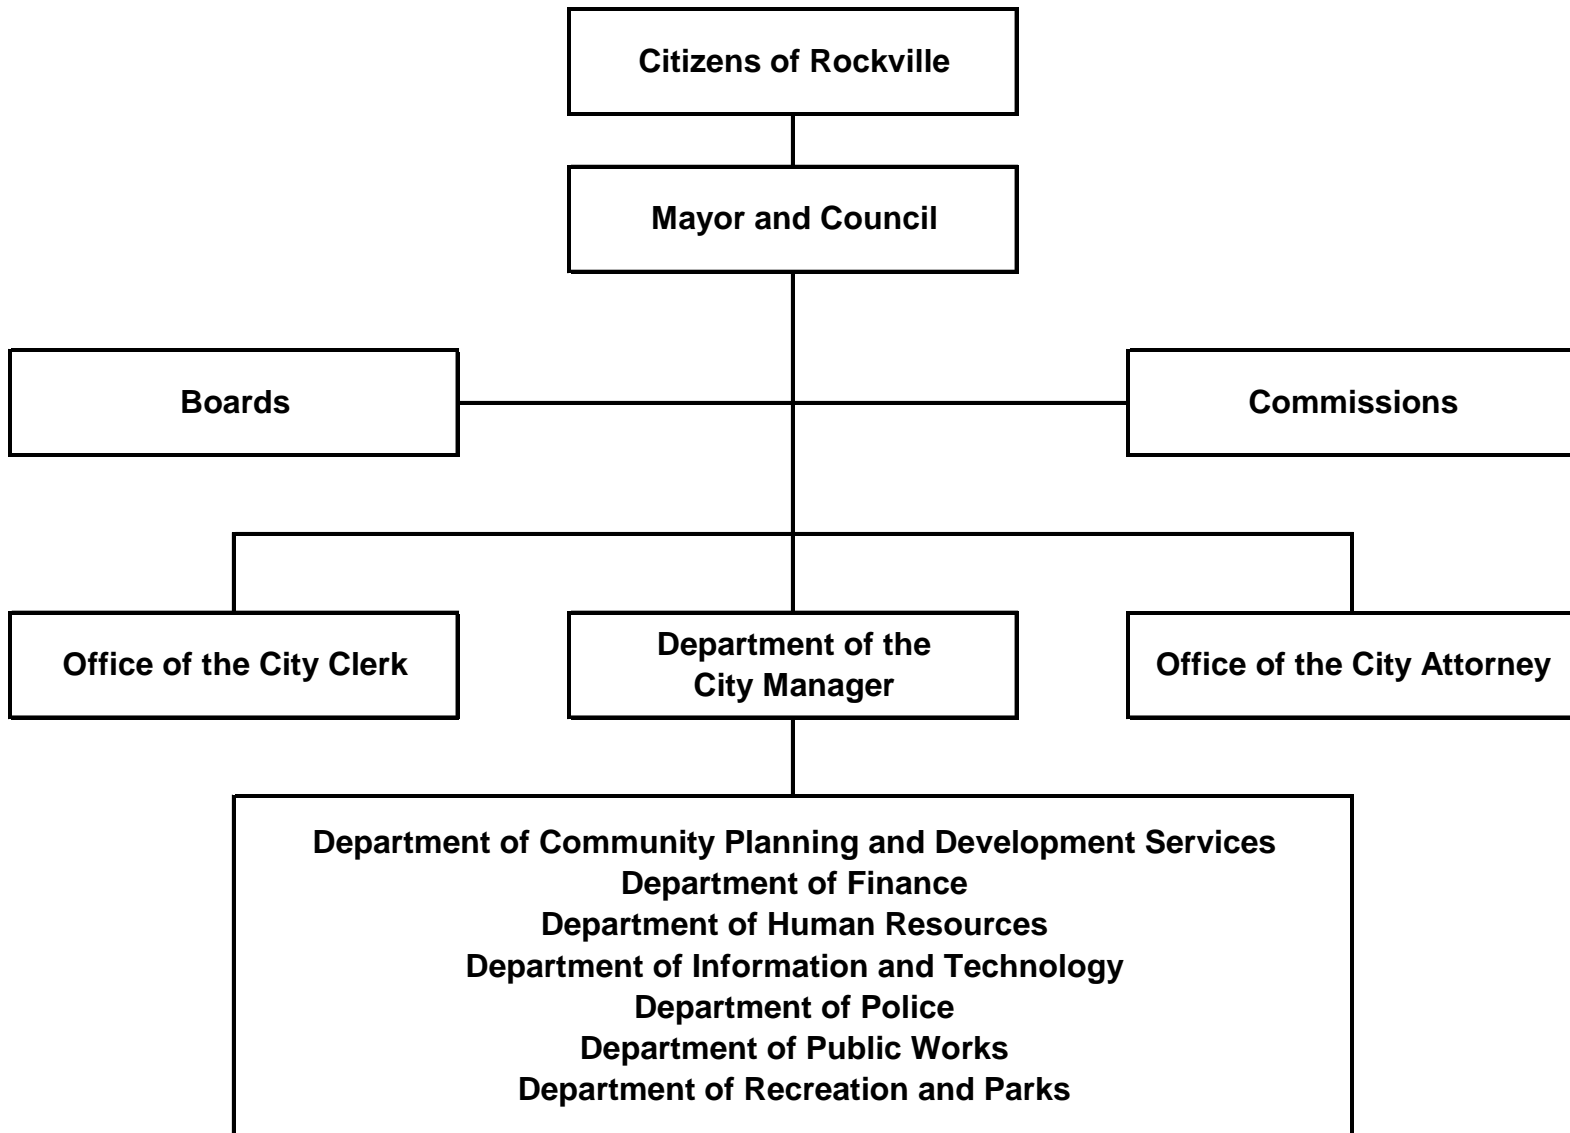 Citizens of Rockville
Mayor and Council
Boards
Commissions
Office of the City Clerk
Department of the
City Manager
Office of the City Attorney
Department of Community Planning and Development Services
Department of Finance
Department of Human Resources
Department of Information and Technology
Department of Police
Department of Public Works
Department of Recreation and Parks